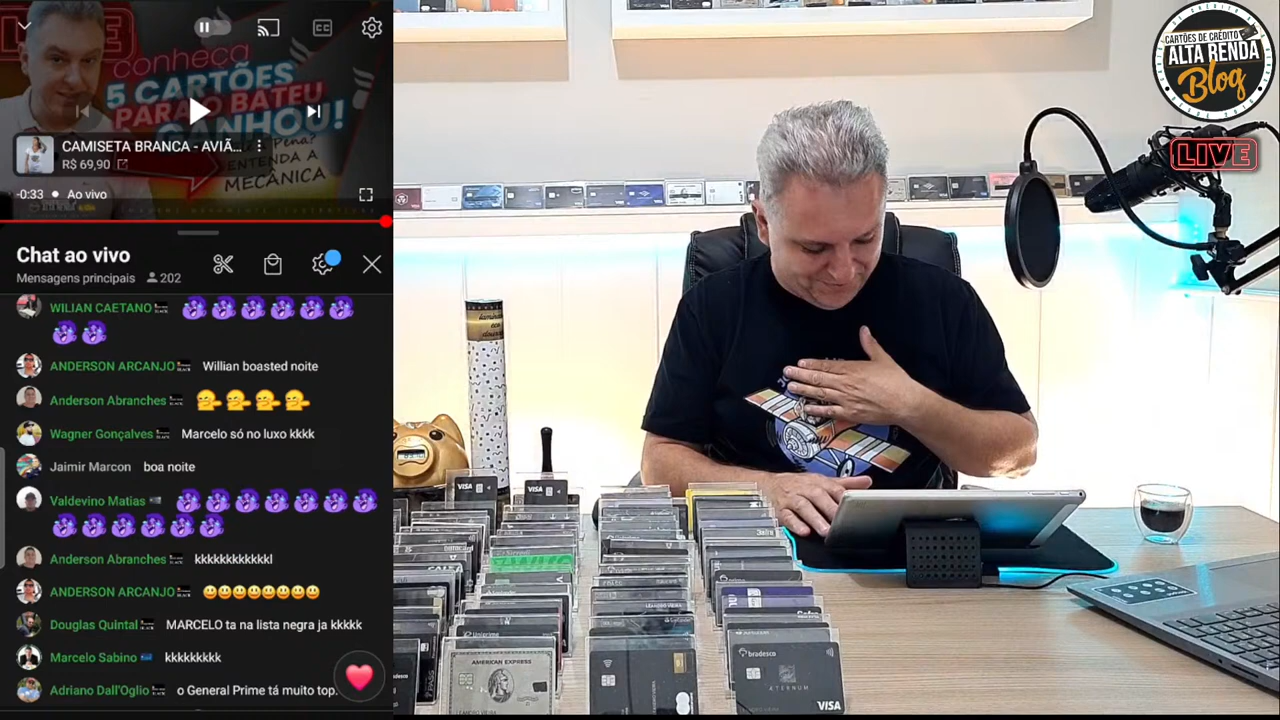 conheça
5 CARTÕES
PARA O BATEU
GANHOU!
ENTENDA A
MECÂNICA
CAMISETA BRANCA - AVIÃ...
R$ 69,90
-0:33 • Ao vivo
Chat ao vivo
Mensagens principais 202
WILIAN CAETANO
ANDERSON ARCANJO Willian boasted noite
Anderson Abranches
Wagner Gonçalves Marcelo só no luxo kkkk
Jaimir Marcon boa noite
Valdevino Matias
Anderson Abranches kkkkkkkkkkkl
ANDERSON ARCANJO
Douglas Quintal MARCELO ta na lista negra ja kkkkk
Marcelo Sabino kkkkkkkkk
Adriano Dall'Oglio o General Prime tá muito top.
CARTÕES DE CRÉDITO
ALTA RENDA
Blog
LIVE
VISA
VISA
AMERICAN EXPRESS
bradesco
ÆTERNUM
VISA